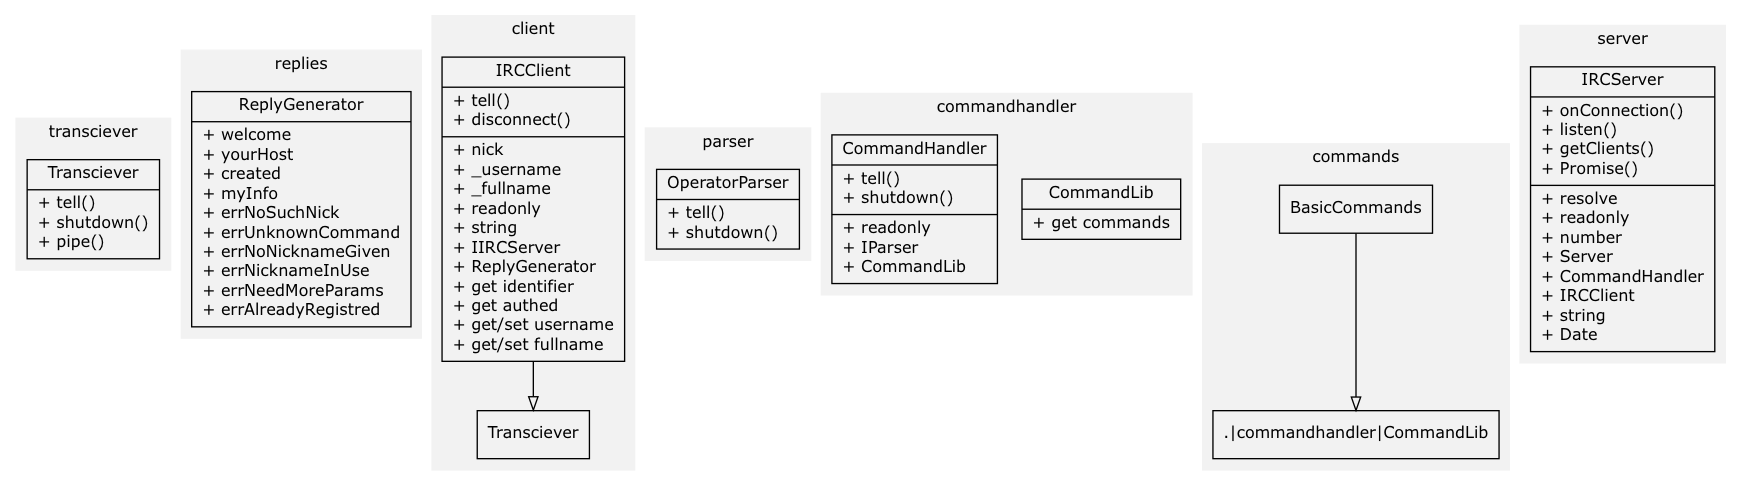 transciever
Transciever
+ tell()
+ shutdown()
+ pipe()
replies
ReplyGenerator
+ welcome
+ yourHost
+ created
+ myInfo
+ errNoSuchNick
+ errUnknownCommand
+ errNoNicknameGiven
+ errNicknameInUse
+ errNeedMoreParams
+ errAlreadyRegistred
client
IRCClient
+ tell()
+ disconnect()
+ nick
+ _username
+ _fullname
+ readonly
+ string
+ IIRCServer
+ ReplyGenerator
+ get identifier
+ get authed
+ get/set username
+ get/set fullname
Transciever
parser
OperatorParser
+ tell()
+ shutdown()
commandhandler
CommandHandler
+ tell()
+ shutdown()
+ readonly
+ IParser
+ CommandLib
CommandLib
+ get commands
commands
BasicCommands
.|commandhandler|CommandLib
server
IRCServer
+ onConnection()
+ listen()
+ getClients()
+ Promise()
+ resolve
+ readonly
+ number
+ Server
+ CommandHandler
+ IRCClient
+ string
+ Date